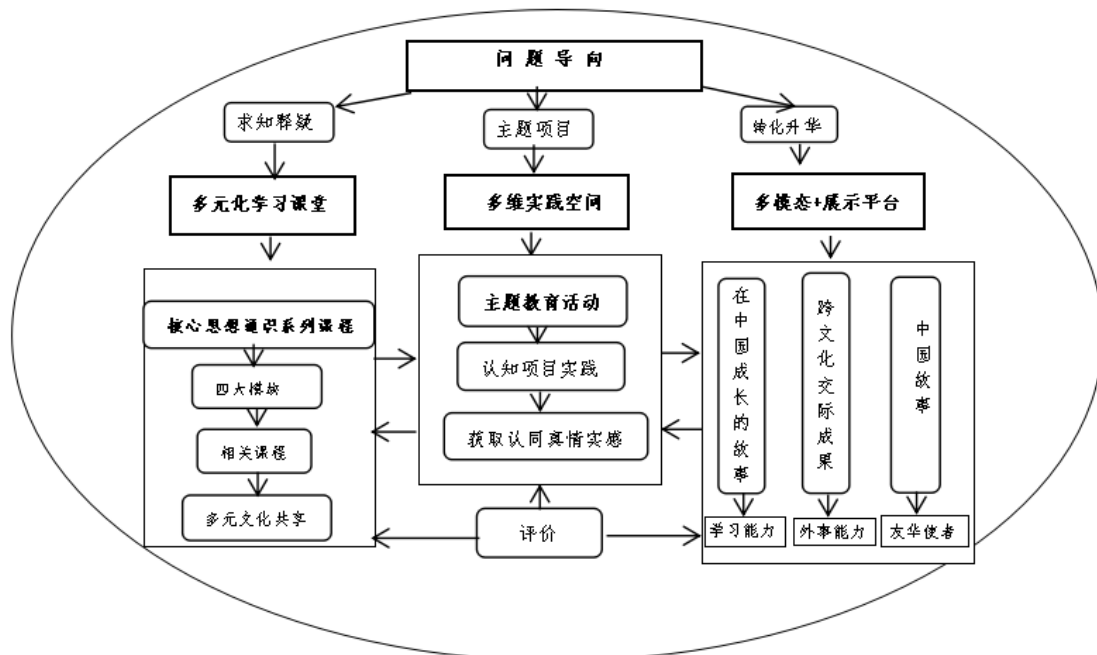 问题导向
求知释疑
主题项目
转化升华
多元化学习课堂
多维实践空间
多模态+展示平台
核心思想通识系列课程
四大模块
相关课程
多元文化共享
主题教育活动
认知项目实践
获取认同真情实感
评价
在中国成长的故事
跨文化交际成果
中国故事
学习能力
外事能力
友华使者